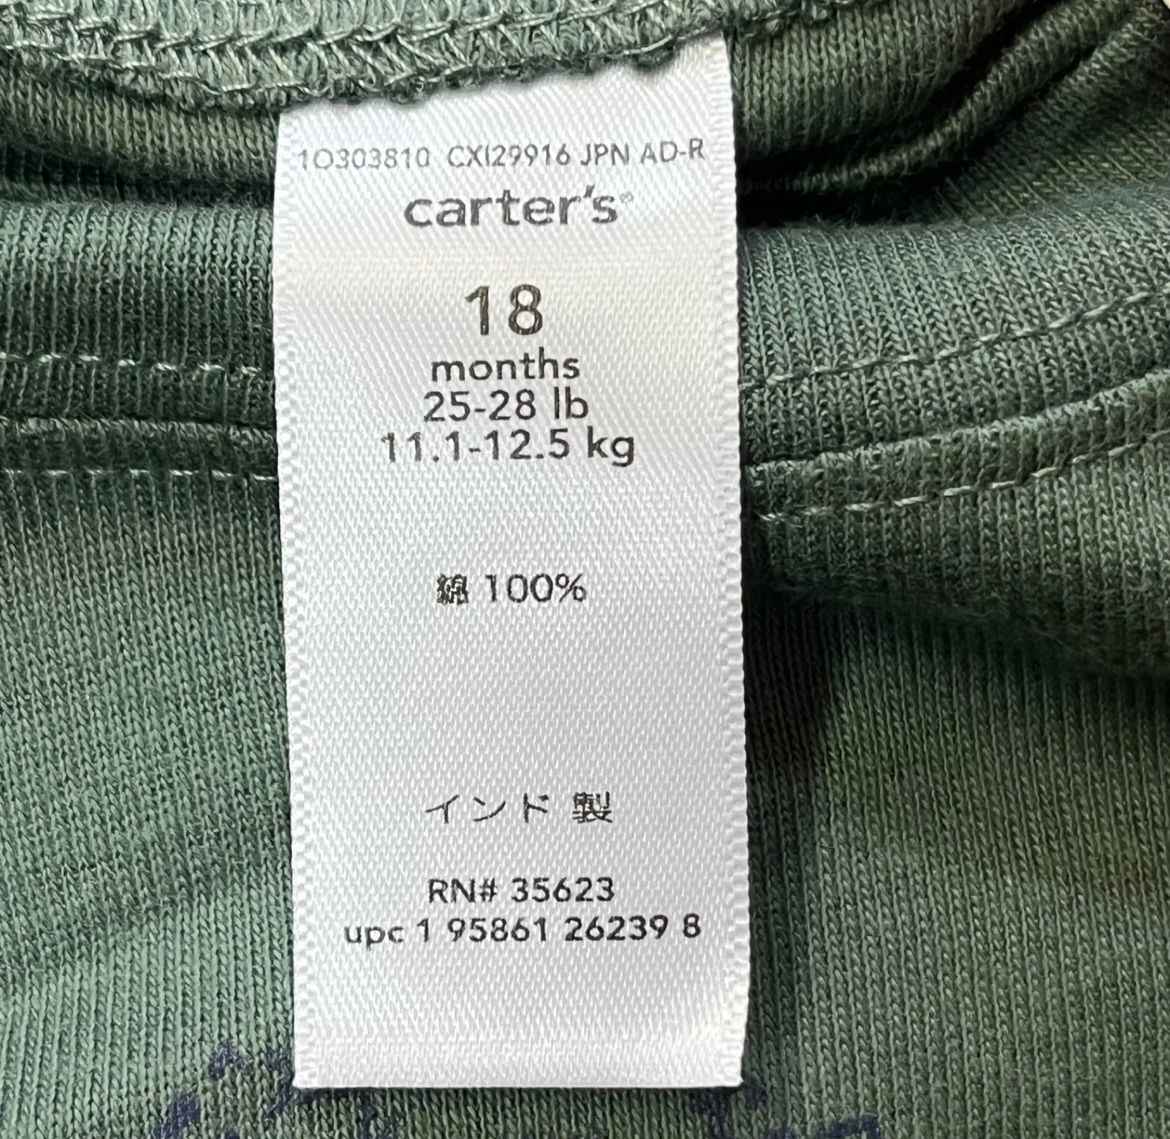 10303810 CXI29916 JPN AD-R
carter's®
18
months
25-28 lb
11.1-12.5 kg
綿 100%
インド 製
RN# 35623
upc 1 95861 26239 8